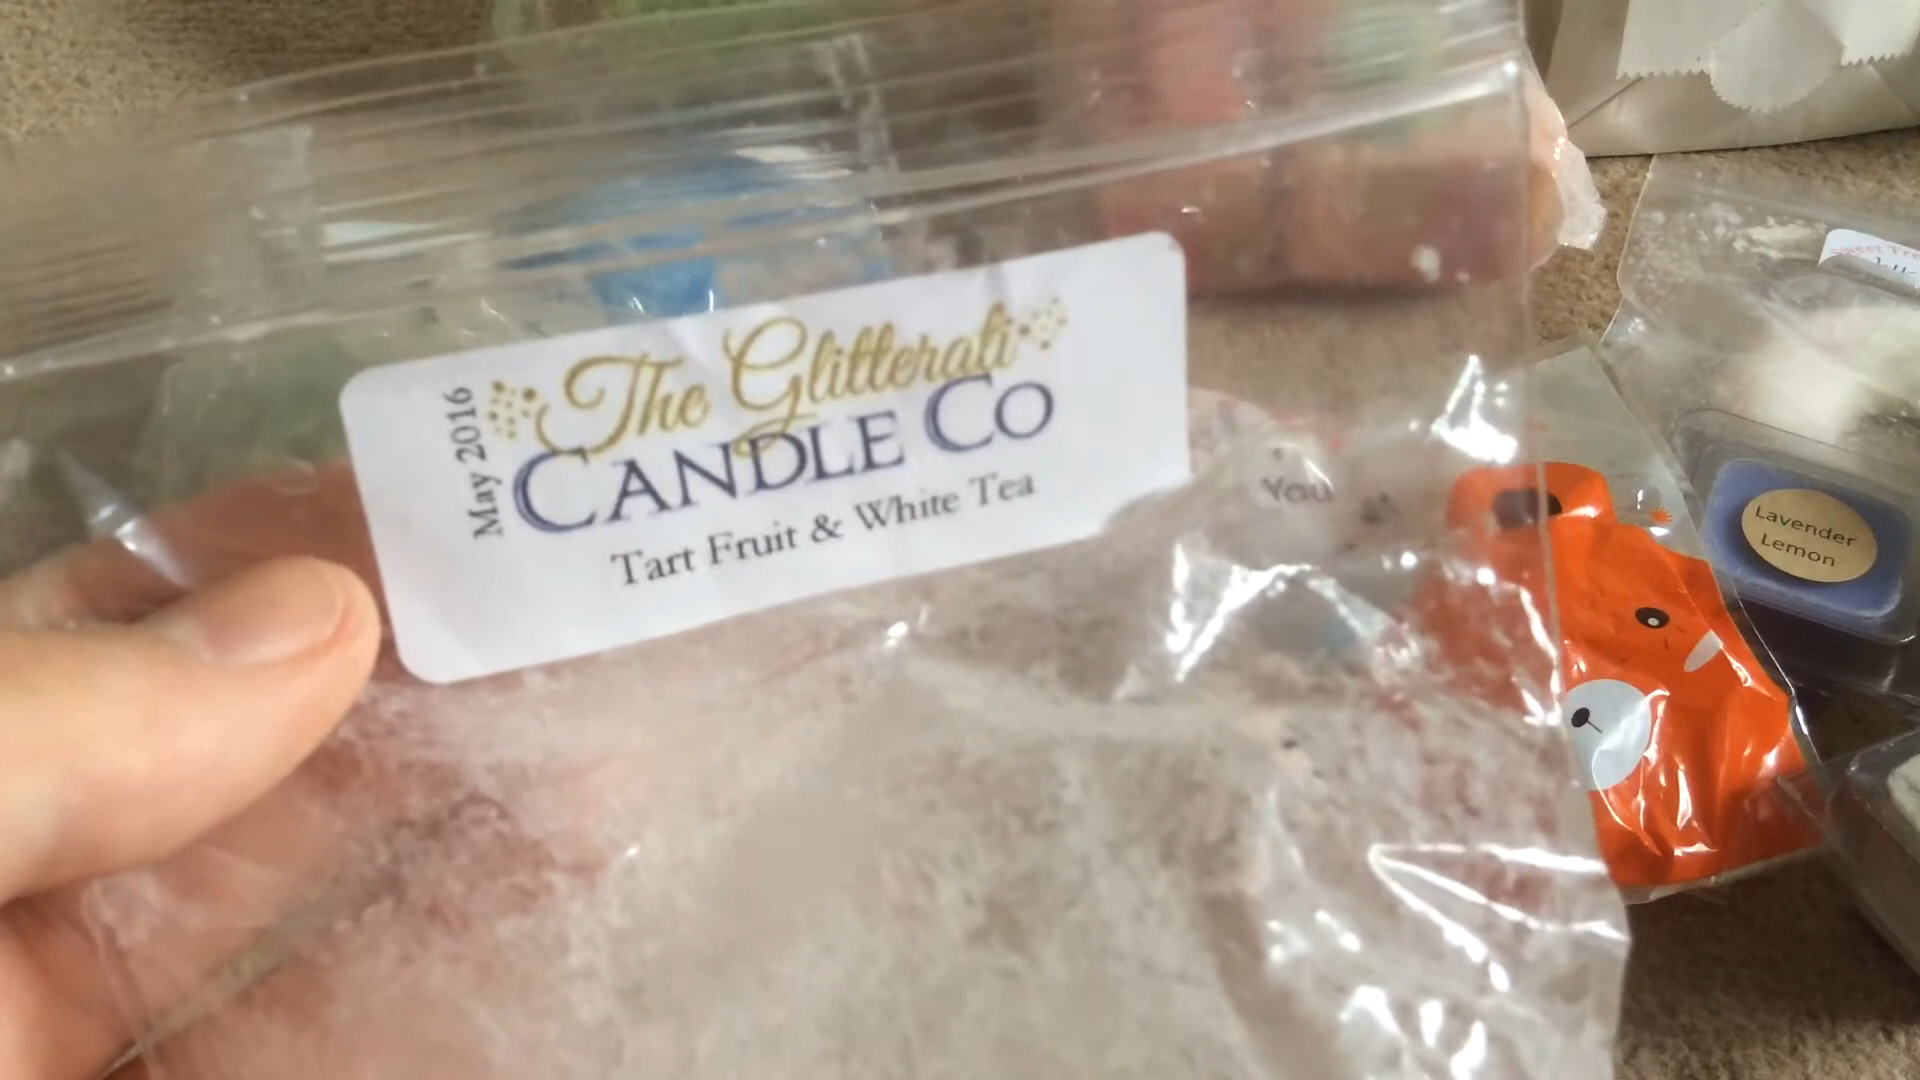 May 2016
The Glitterati
CANDLE CO
Tart Fruit & White Tea
You
Lavender
Lemon